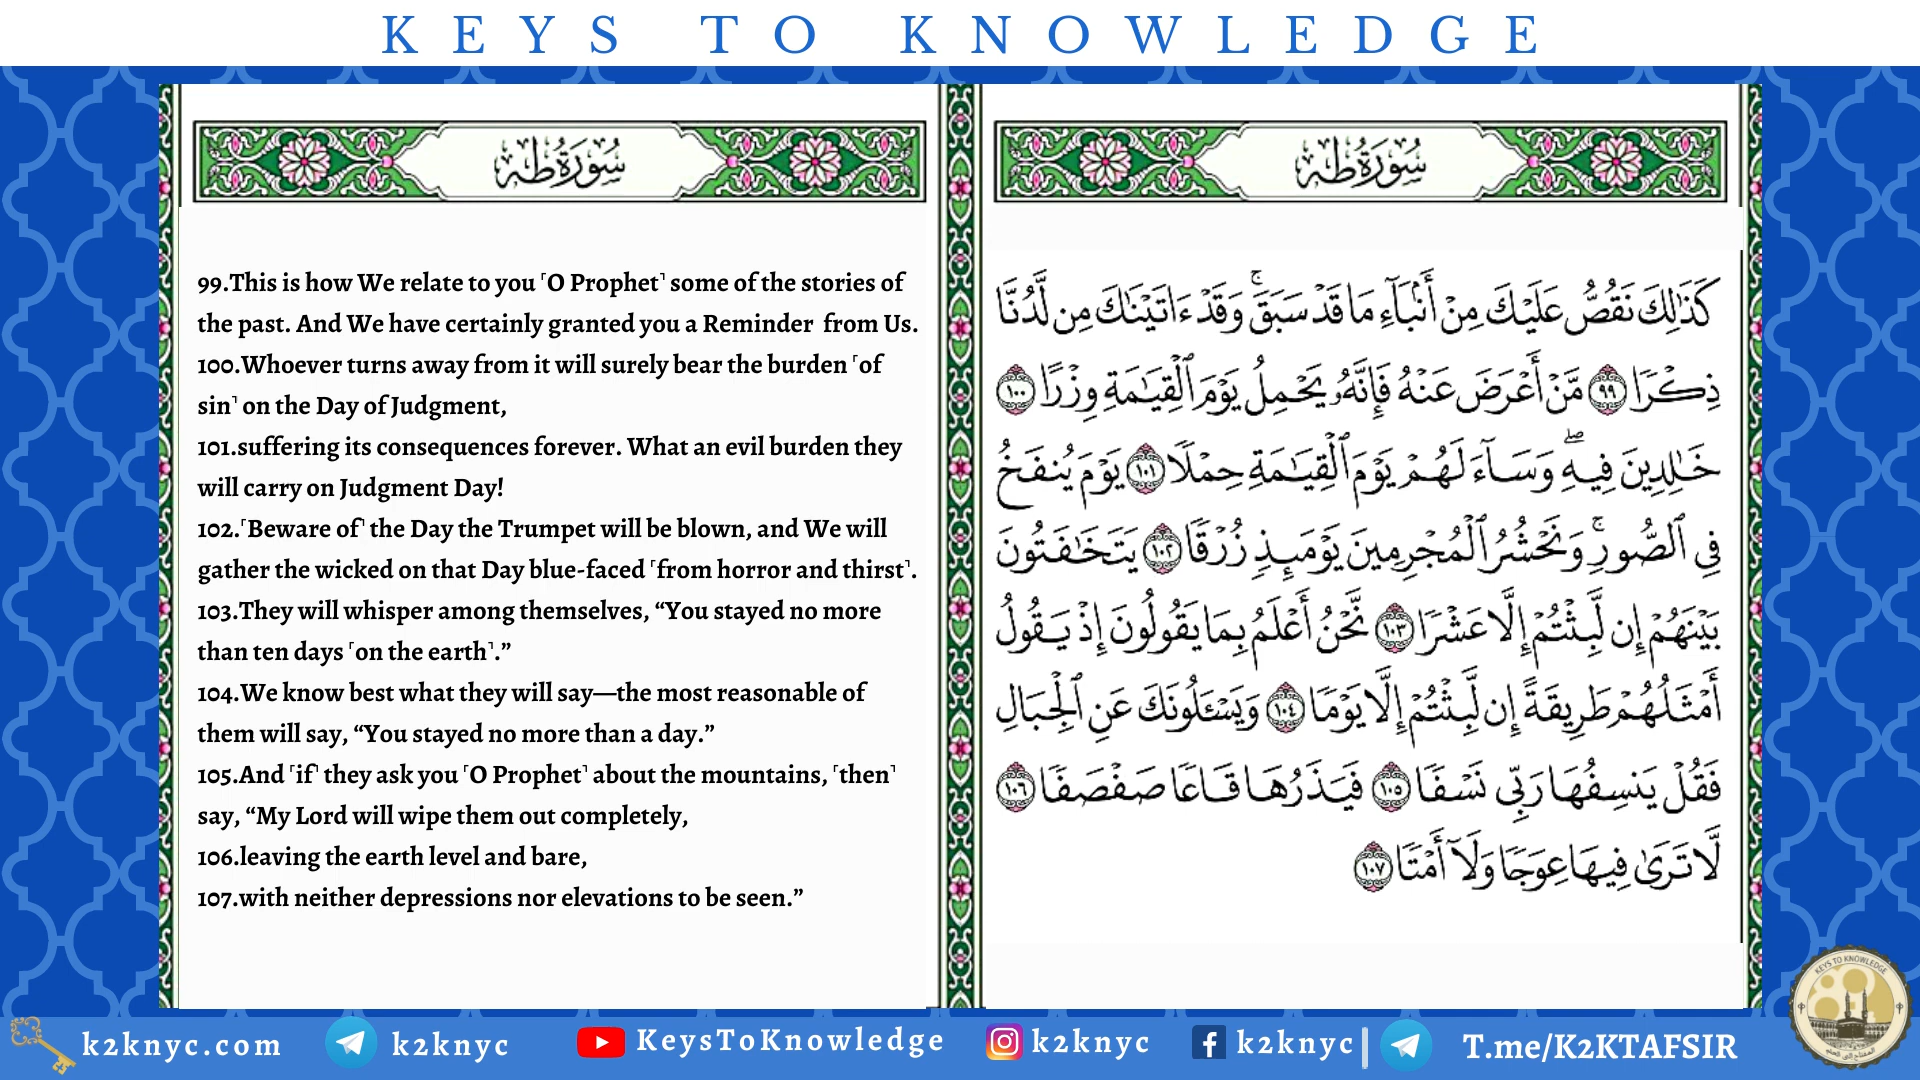 KEYS TO KNOWLEDGE
سُورَةُ طه
99.This is how We relate to you ˹O Prophet˺ some of the stories of
the past. And We have certainly granted you a Reminder from Us.
100.Whoever turns away from it will surely bear the burden ˹of
sin˺ on the Day of Judgment,
101.suffering its consequences forever. What an evil burden they
will carry on Judgment Day!
102.˹Beware of˺ the Day the Trumpet will be blown, and We will
gather the wicked on that Day blue-faced ˹from horror and thirst˺.
103.They will whisper among themselves, “You stayed no more
than ten days ˹on the earth˺.”
104.We know best what they will say—the most reasonable of
them will say, “You stayed no more than a day.”
105.And ˹if˺ they ask you ˹O Prophet˺ about the mountains, ˹then˺
say, “My Lord will wipe them out completely,
106.leaving the earth level and bare,
107.with neither depressions nor elevations to be seen.”
سُورَةُ طه
كَذَٰلِكَ نَقُصُّ عَلَيْكَ مِنْ أَنۢبَآءِ مَا قَدْ سَبَقَ ۚ وَقَدْ ءَاتَيْنَٰكَ مِن لَّدُنَّا
ذِكْرًا ٩٩ مَّنْ أَعْرَضَ عَنْهُ فَإِنَّهُۥ يَحْمِلُ يَوْمَ ٱلْقِيَٰمَةِ وِزْرًا ١٠٠
خَٰلِدِينَ فِيهِ ۖ وَسَآءَ لَهُمْ يَوْمَ ٱلْقِيَٰمَةِ حِمْلًا ١٠١ يَوْمَ يُنفَخُ
فِى ٱلصُّورِ ۚ وَنَحْشُرُ ٱلْمُجْرِمِينَ يَوْمَئِذٍ زُرْقًا ١٠٢ يَتَخَٰفَتُونَ
بَيْنَهُمْ إِن لَّبِثْتُمْ إِلَّا عَشْرًا ١٠٣ نَّحْنُ أَعْلَمُ بِمَا يَقُولُونَ إِذْ يَقُولُ
أَمْثَلُهُمْ طَرِيقَةً إِن لَّبِثْتُمْ إِلَّا يَوْمًا ١٠٤ وَيَسْـَٔلُونَكَ عَنِ ٱلْجِبَالِ
فَقُلْ يَنسِفُهَا رَبِّى نَسْفًا ١٠٥ فَيَذَرُهَا قَاعًا صَفْصَفًا ١٠٦
لَّا تَرَىٰ فِيهَا عِوَجًا وَلَآ أَمْتًا ١٠٧
KEYS TO KNOWLEDGE
k2knyc.com k2knyc KeysToKnowledge k2knyc k2knyc | T.me/K2KTAFSIR